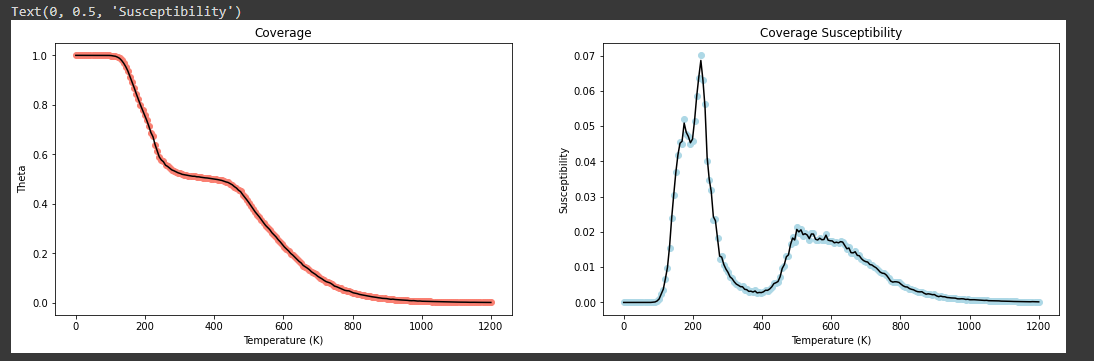 Text(0, 0.5, 'Susceptibility')
Coverage
1.0
0.8
0.6
0.4
0.2
0.0
Theta
0 200 400 600 800 1000 1200
Temperature (K)
Coverage Susceptibility
0.07
0.06
0.05
0.04
0.03
0.02
0.01
0.00
Susceptibility
0 200 400 600 800 1000 1200
Temperature (K)